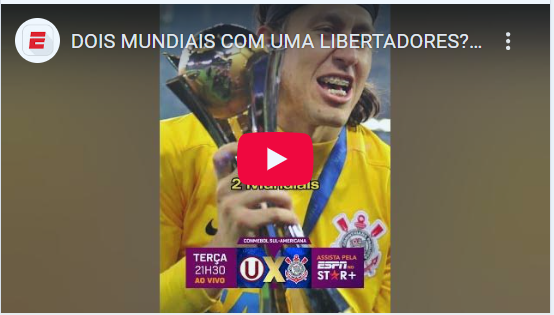 DOIS MUNDIAIS COM UMA LIBERTADORES?...
2 Mundiais
CONMEBOL SUL-AMERICANA
TERÇA
21H30
AO VIVO
X
ASSISTA PELA
ESPN
STAR+